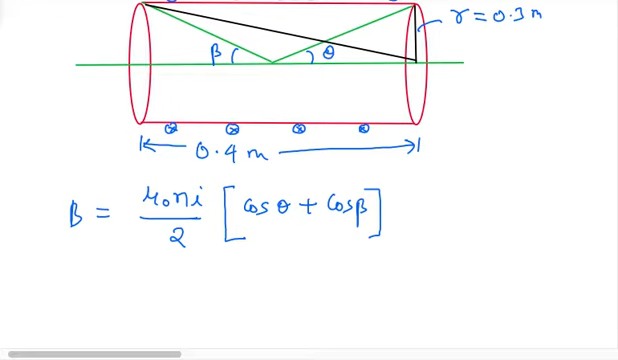 r = 0.3 m
β θ
0.4 m
B = μ₀ni / 2 [cos θ + cos β]